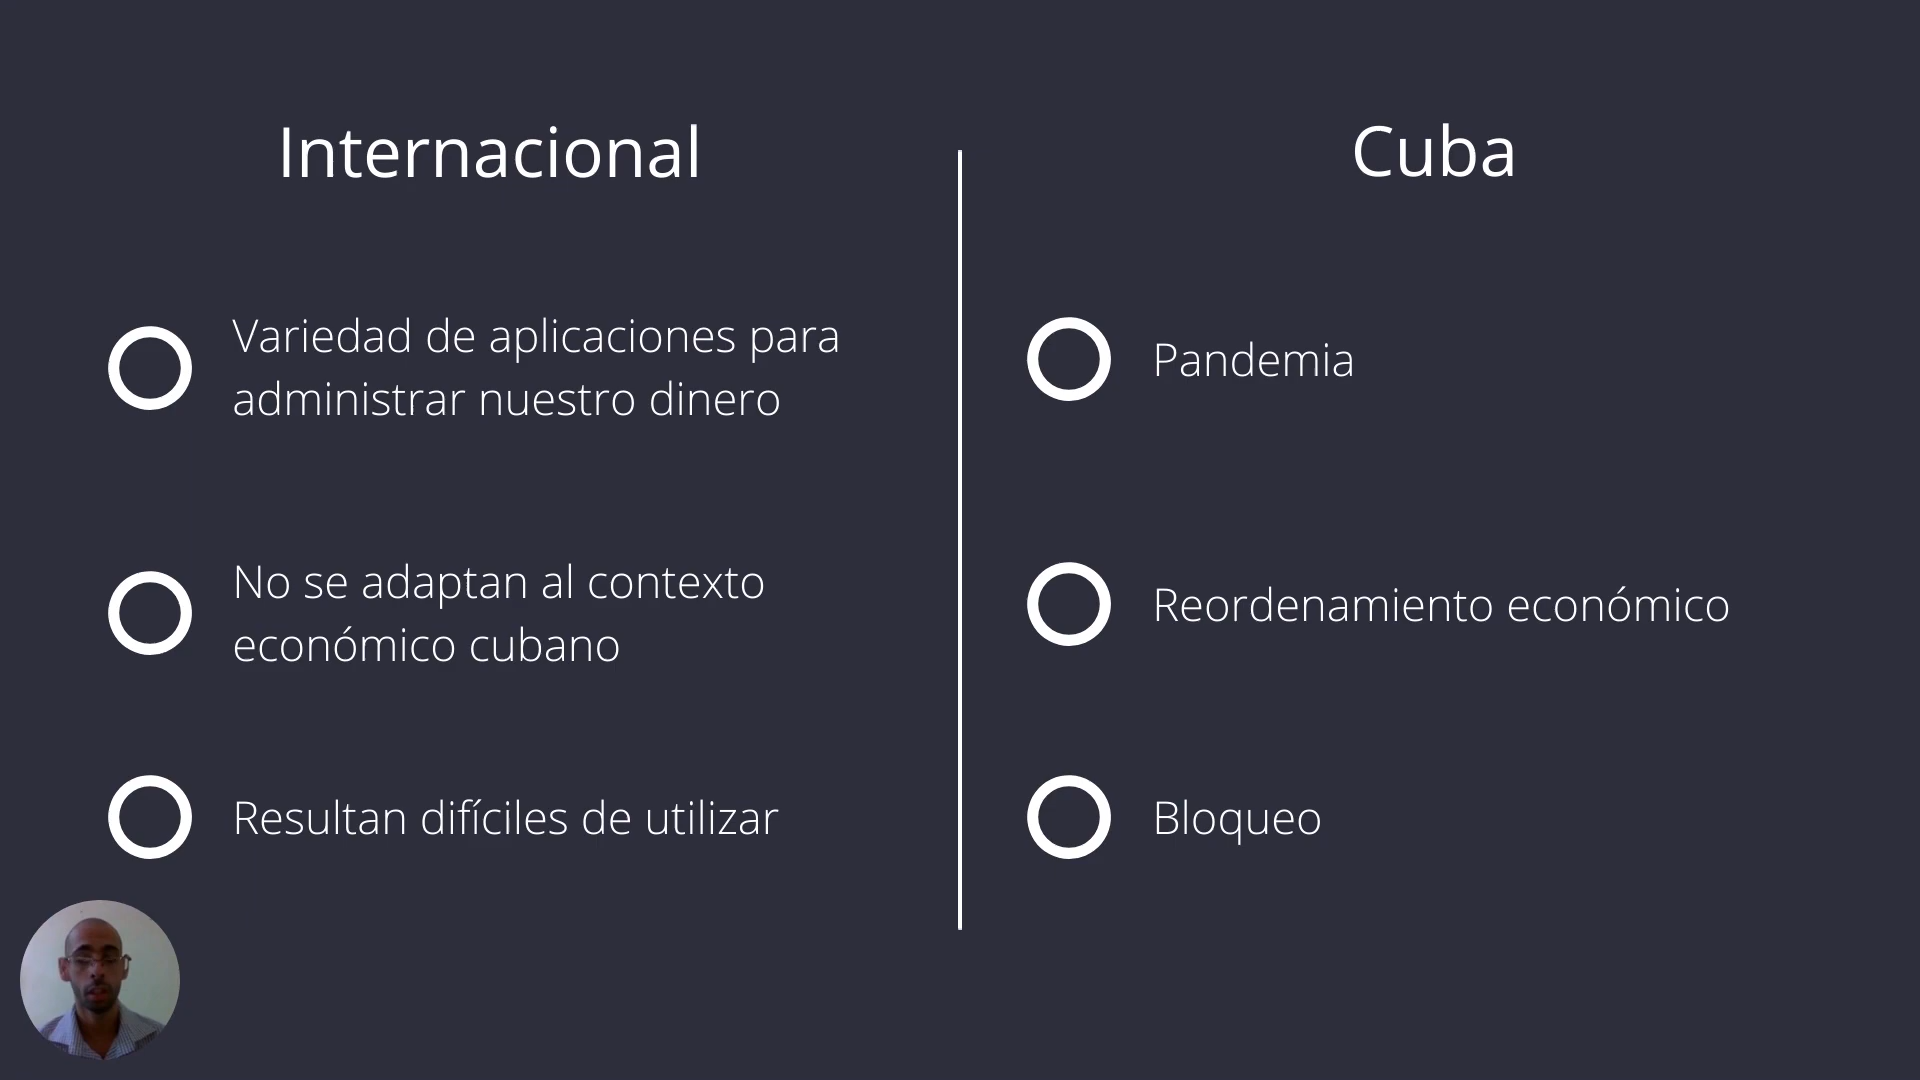 Internacional
Variedad de aplicaciones para
administrar nuestro dinero
No se adaptan al contexto
económico cubano
Resultan difíciles de utilizar
Cuba
Pandemia
Reordenamiento económico
Bloqueo